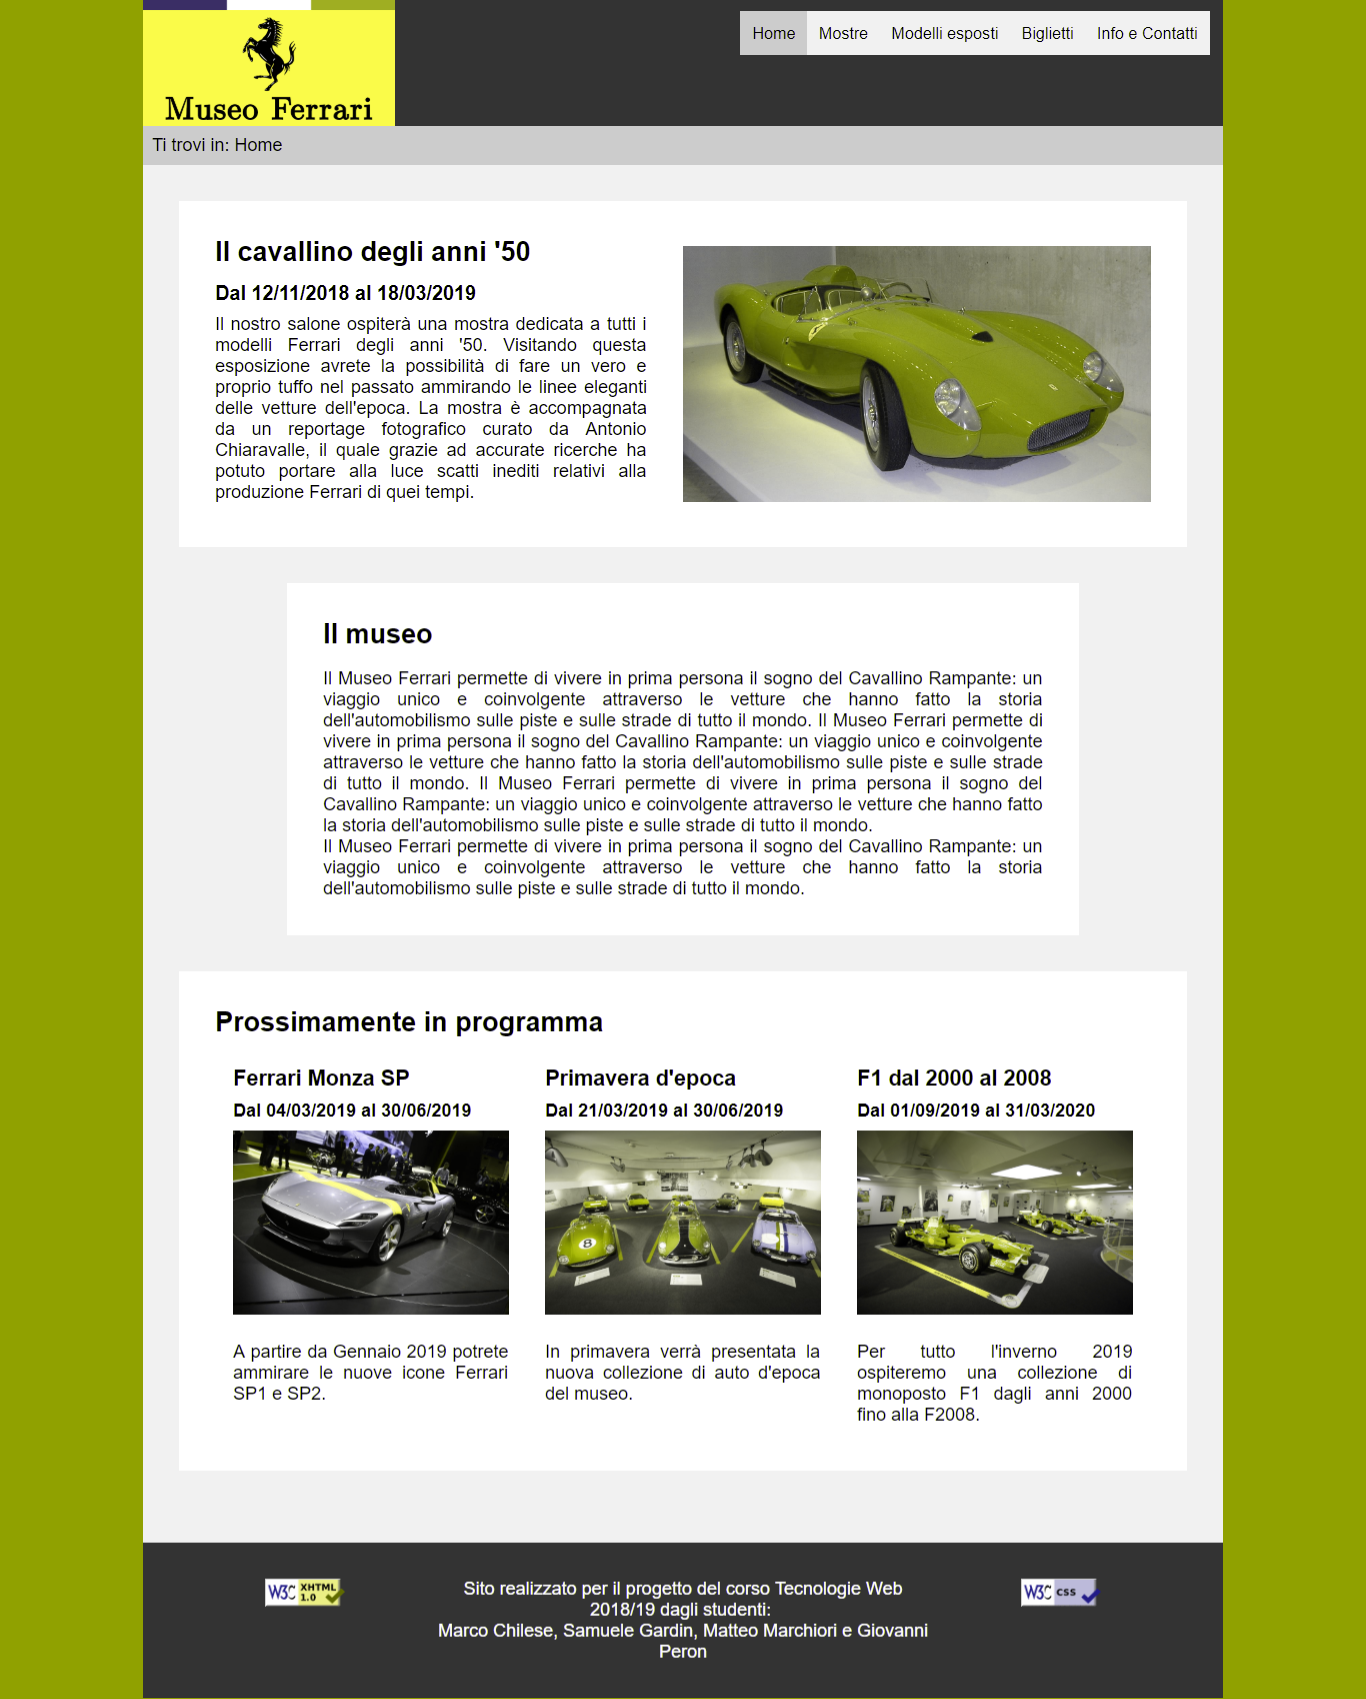 Museo Ferrari
Home Mostre Modelli esposti Biglietti Info e Contatti
Ti trovi in: Home
Il cavallino degli anni '50
Dal 12/11/2018 al 18/03/2019
Il nostro salone ospiterà una mostra dedicata a tutti i
modelli Ferrari degli anni '50. Visitando questa
esposizione avrete la possibilità di fare un vero e
proprio tuffo nel passato ammirando le linee eleganti
delle vetture dell'epoca. La mostra è accompagnata
da un reportage fotografico curato da Antonio
Chiaravalle, il quale grazie ad accurate ricerche ha
potuto portare alla luce scatti inediti relativi alla
produzione Ferrari di quei tempi.
Il museo
Il Museo Ferrari permette di vivere in prima persona il sogno del Cavallino Rampante: un
viaggio unico e coinvolgente attraverso le vetture che hanno fatto la storia
dell'automobilismo sulle piste e sulle strade di tutto il mondo. Il Museo Ferrari permette di
vivere in prima persona il sogno del Cavallino Rampante: un viaggio unico e coinvolgente
attraverso le vetture che hanno fatto la storia dell'automobilismo sulle piste e sulle strade
di tutto il mondo. Il Museo Ferrari permette di vivere in prima persona il sogno del
Cavallino Rampante: un viaggio unico e coinvolgente attraverso le vetture che hanno fatto
la storia dell'automobilismo sulle piste e sulle strade di tutto il mondo.
Il Museo Ferrari permette di vivere in prima persona il sogno del Cavallino Rampante: un
viaggio unico e coinvolgente attraverso le vetture che hanno fatto la storia
dell'automobilismo sulle piste e sulle strade di tutto il mondo.
Prossimamente in programma
Ferrari Monza SP
Dal 04/03/2019 al 30/06/2019
A partire da Gennaio 2019 potrete
ammirare le nuove icone Ferrari
SP1 e SP2.
Primavera d'epoca
Dal 21/03/2019 al 30/06/2019
8
In primavera verrà presentata la
nuova collezione di auto d'epoca
del museo.
F1 dal 2000 al 2008
Dal 01/09/2019 al 31/03/2020
Per tutto l'inverno 2019
ospiteremo una collezione di
monoposto F1 dagli anni 2000
fino alla F2008.
W3C XHTML 1.0
Sito realizzato per il progetto del corso Tecnologie Web
2018/19 dagli studenti:
Marco Chilese, Samuele Gardin, Matteo Marchiori e Giovanni
Peron
W3C css